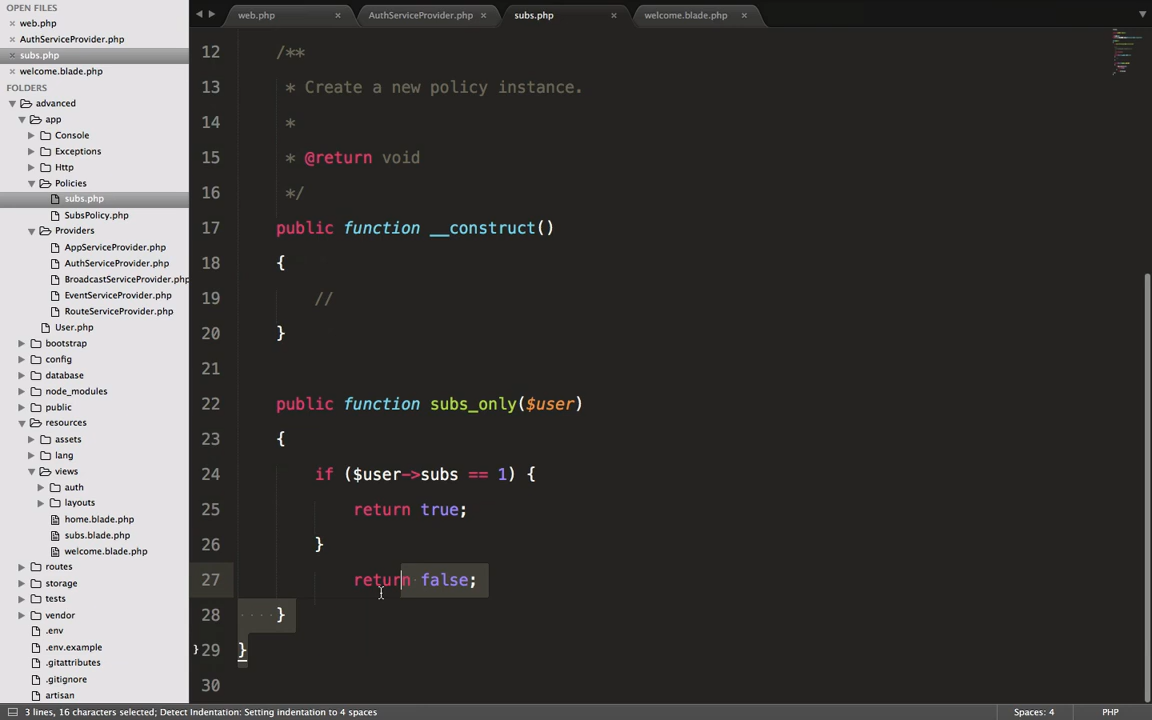 OPEN FILES
× web.php
× AuthServiceProvider.php
× subs.php
× welcome.blade.php
FOLDERS
advanced
app
Console
Exceptions
Http
Policies
subs.php
SubsPolicy.php
Providers
AppServiceProvider.php
AuthServiceProvider.php
BroadcastServiceProvider.php
EventServiceProvider.php
RouteServiceProvider.php
User.php
bootstrap
config
database
node_modules
public
resources
assets
lang
views
auth
layouts
home.blade.php
subs.blade.php
welcome.blade.php
routes
storage
tests
vendor
.env
.env.example
.gitattributes
.gitignore
artisan
web.php × AuthServiceProvider.php × subs.php × welcome.blade.php ×
12 /**
13 * Create a new policy instance.
14 *
15 * @return void
16 */
17 public function __construct()
18 {
19 //
20 }
21
22 public function subs_only($user)
23 {
24 if ($user->subs == 1) {
25 return true;
26 }
27 return false;
28 }
29 }
30
3 lines, 16 characters selected; Detect Indentation: Setting indentation to 4 spaces Spaces: 4 PHP